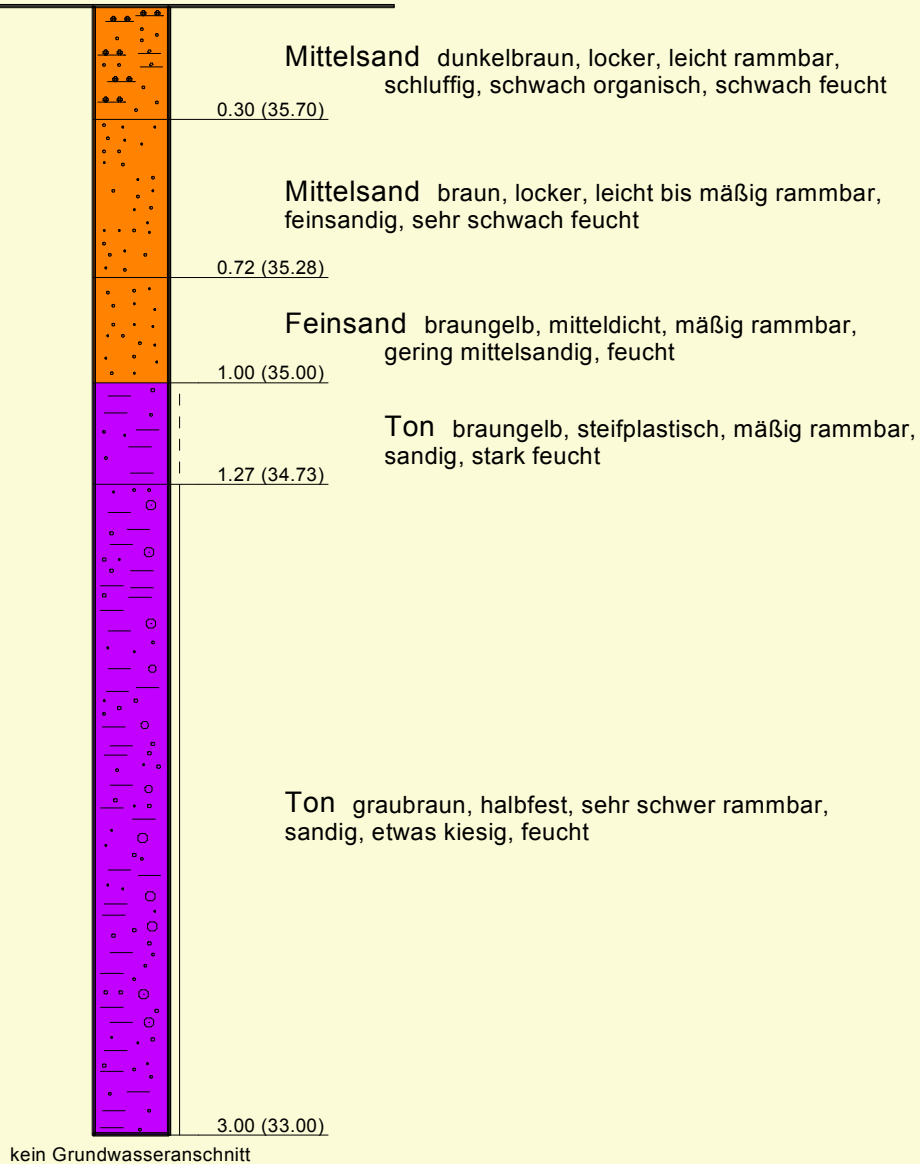 Mittelsand dunkelbraun, locker, leicht rammbar,
schluffig, schwach organisch, schwach feucht
0.30 (35.70)
Mittelsand braun, locker, leicht bis mäßig rammbar,
feinsandig, sehr schwach feucht
0.72 (35.28)
Feinsand braungelb, mitteldicht, mäßig rammbar,
gering mittelsandig, feucht
1.00 (35.00)
Ton braungelb, steifplastisch, mäßig rammbar,
sandig, stark feucht
1.27 (34.73)
Ton graubraun, halbfest, sehr schwer rammbar,
sandig, etwas kiesig, feucht
3.00 (33.00)
kein Grundwasseranschnitt